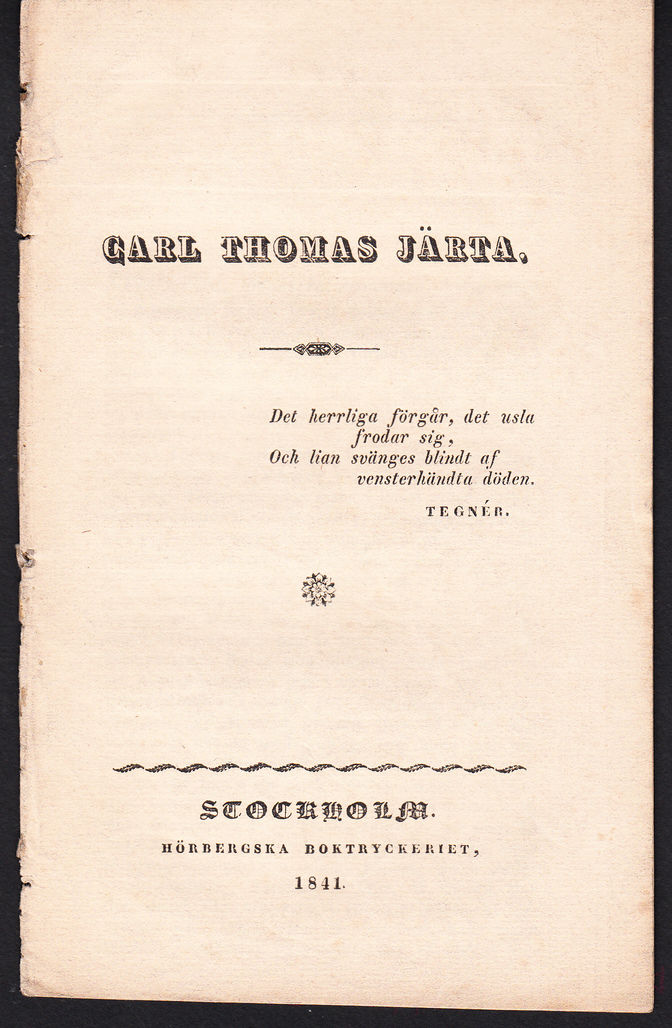 CARL THOMAS JÄRTA.
Det herrliga förgår, det usla
frodar sig,
Och lian svänges blindt af
vensterhändta döden.
TEGNÉR.
STOCKHOLM.
HÖRBERGSKA BOKTRYCKERIET,
1841.